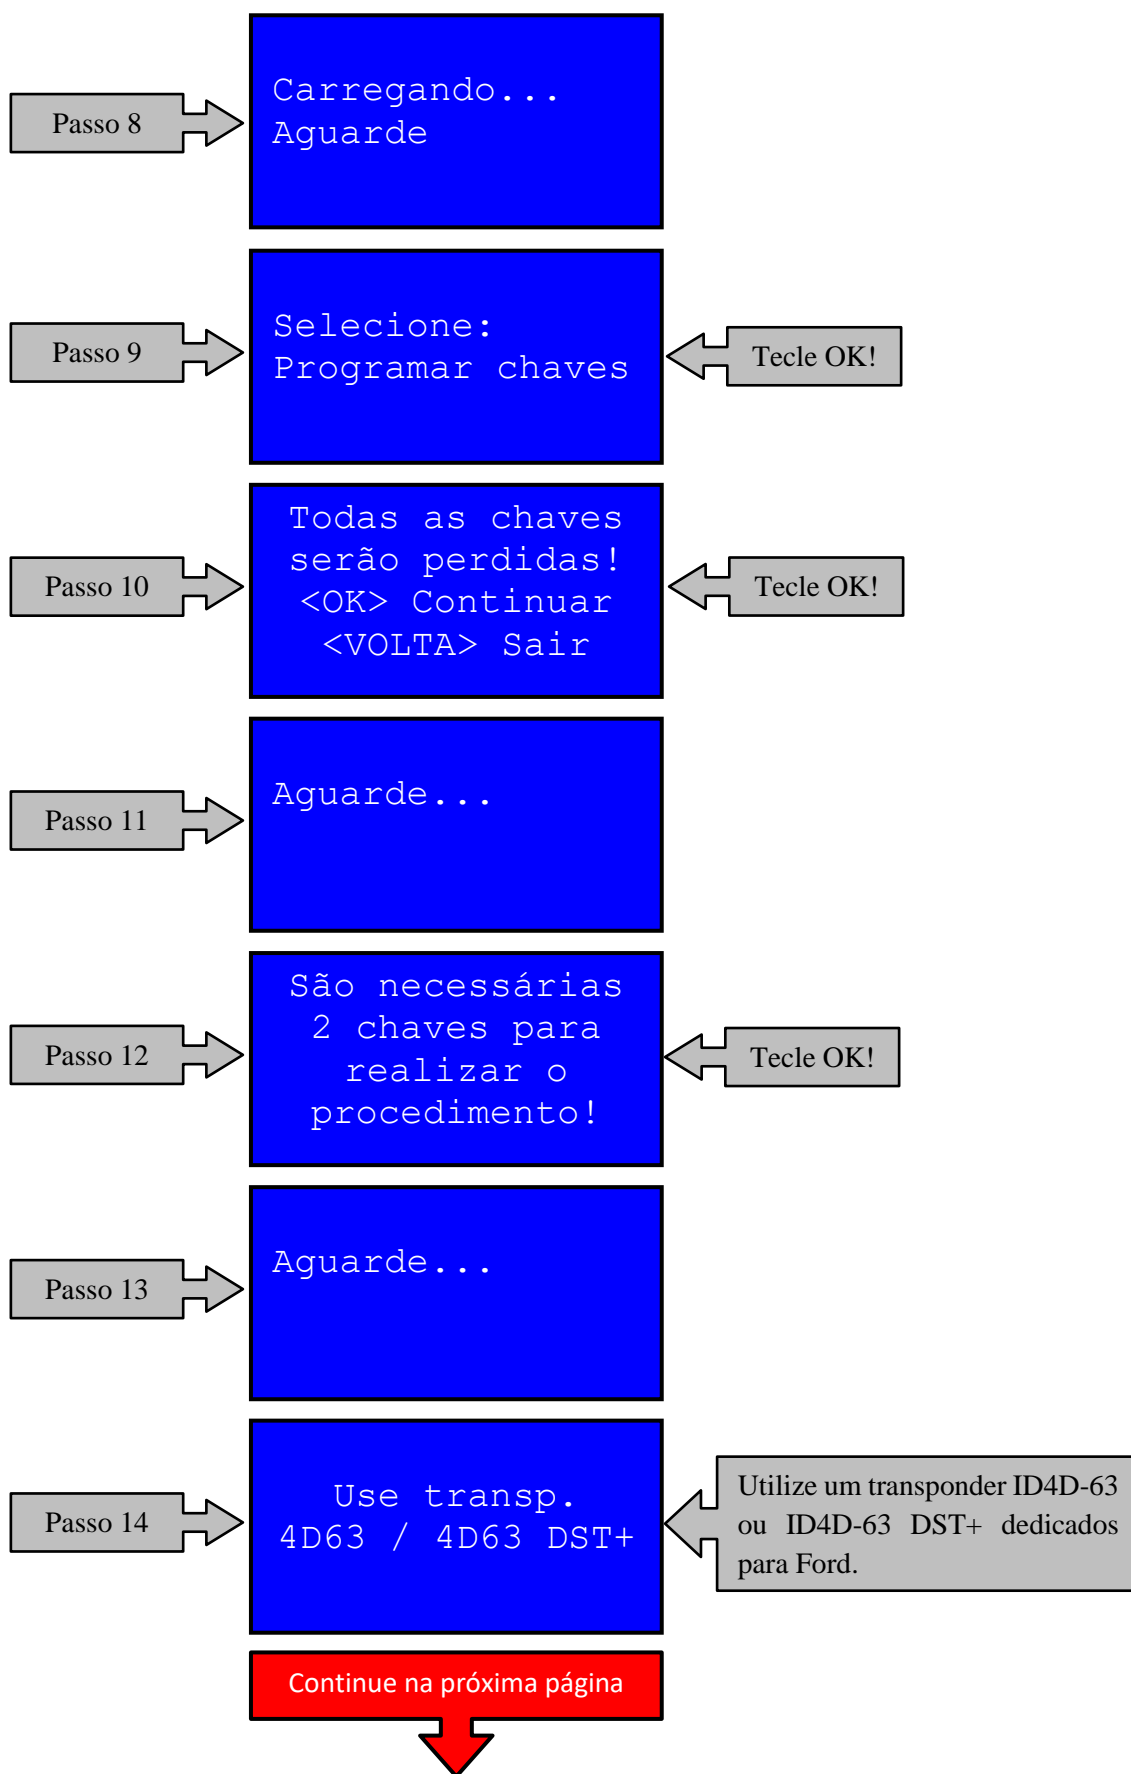 Passo 8
Carregando...
Aguarde
Passo 9
Selecione:
Programar chaves
Tecle OK!
Passo 10
Todas as chaves
serão perdidas!
<OK> Continuar
<VOLTA> Sair
Tecle OK!
Passo 11
Aguarde...
Passo 12
São necessárias
2 chaves para
realizar o
procedimento!
Tecle OK!
Passo 13
Aguarde...
Passo 14
Use transp.
4D63 / 4D63 DST+
Utilize um transponder ID4D-63
ou ID4D-63 DST+ dedicados
para Ford.
Continue na próxima página